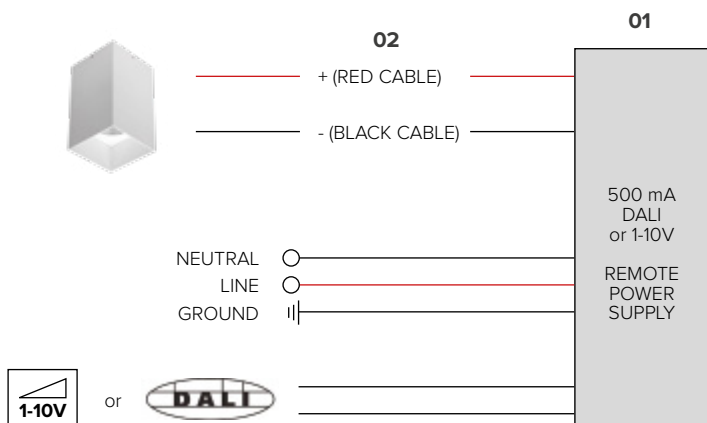 01
02
+ (RED CABLE)
- (BLACK CABLE)
500 mA
DALI
or 1-10V
REMOTE
POWER
SUPPLY
NEUTRAL
LINE
GROUND
1-10V or DALI